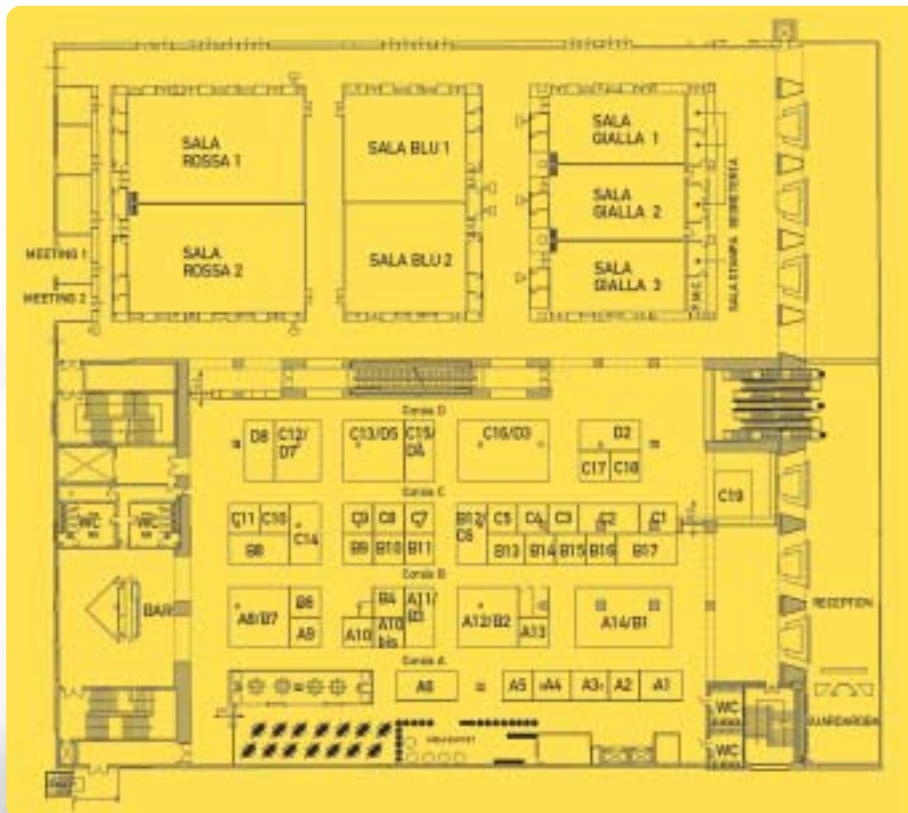 SALA
ROSSA 1
SALA BLU 1
SALA
GIALLA 1
SALA
GIALLA 2
SALA
ROSSA 2
SALA BLU 2
SALA
GIALLA 3
SALA STAMPA SEGRETERIA
MEETING 1
MEETING 2
Corsia D
D8
C12/
D7
C13/D5
C15/
D4
C16/D3
D2
C17
C18
C19
Corsia C
C11
C10
C14
B8
C9
C8
C7
B9
B10
B11
B12/
C6
C5
C4
C3
C2
C1
B13
B14
B15
B16
B17
WC
WC
Corsia B
BAR
A8/B7
B6
A9
B4
A10
A10
bis
A11/
A12/B2
A13
A14/B1
RECEPTION
Corsia A
A6
A5
A4
A3
A2
A1
WC
WC
GUARDAROBA